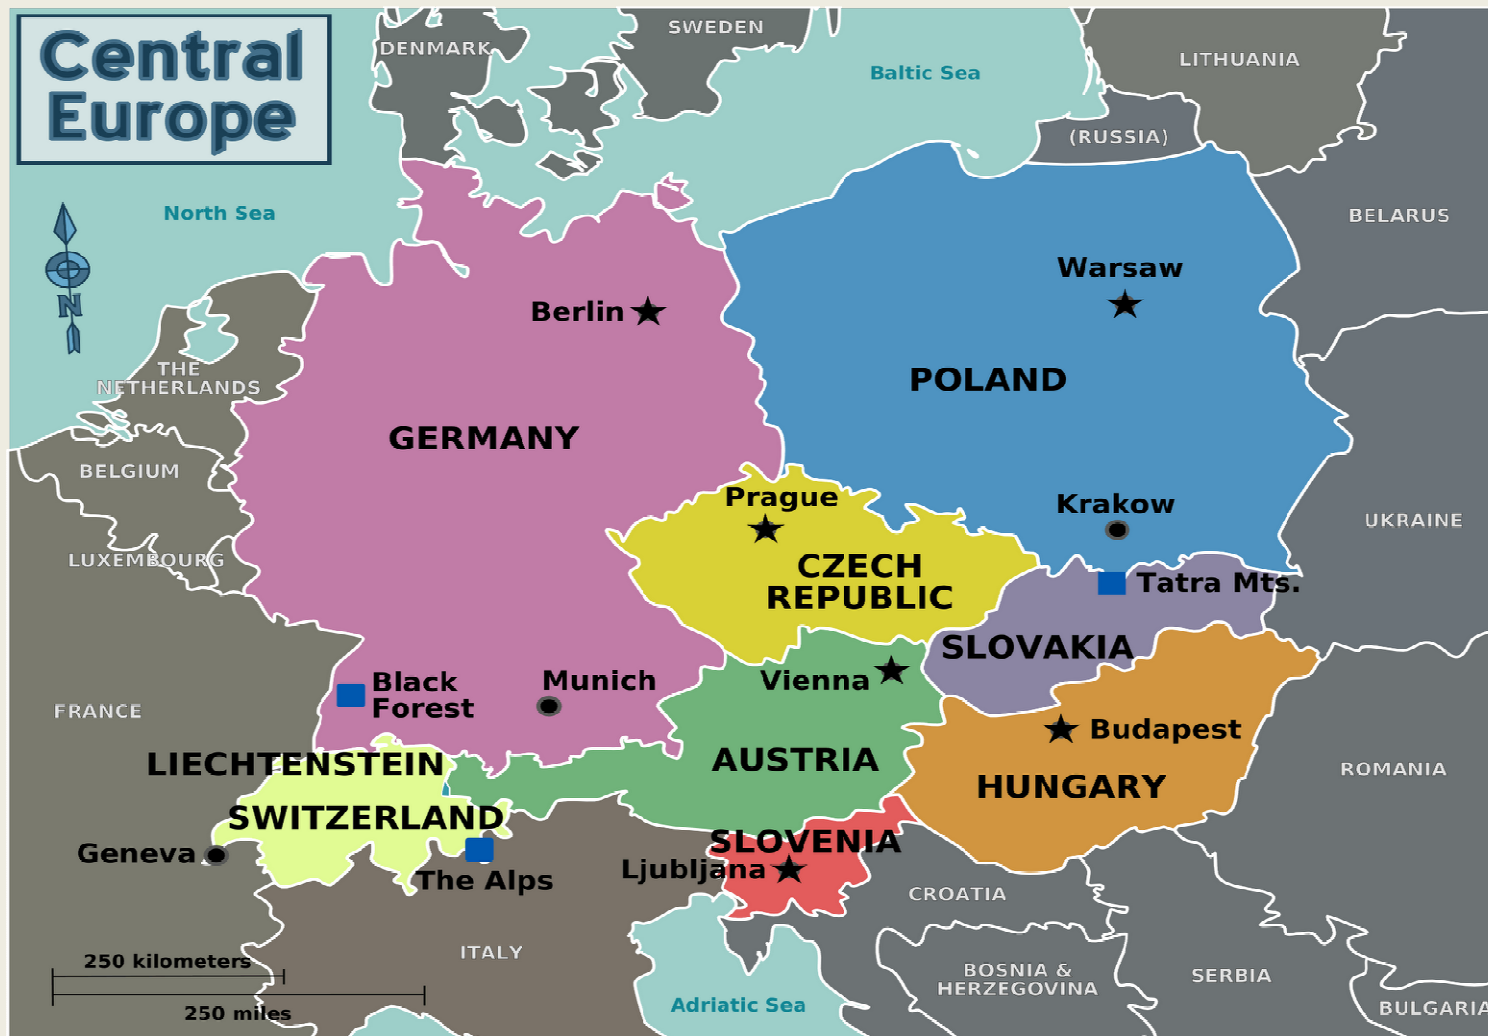 Central
Europe
DENMARK
SWEDEN
Baltic Sea
LITHUANIA
(RUSSIA)
North Sea
BELARUS
N
Warsaw
Berlin
THE
NETHERLANDS
POLAND
GERMANY
BELGIUM
Prague
Krakow
UKRAINE
LUXEMBOURG
CZECH
REPUBLIC
Tatra Mts.
SLOVAKIA
Black
Forest
Munich
Vienna
FRANCE
Budapest
LIECHTENSTEIN
AUSTRIA
ROMANIA
HUNGARY
SWITZERLAND
SLOVENIA
Geneva
Ljubljana
The Alps
CROATIA
ITALY
250 kilometers
BOSNIA &
HERZEGOVINA
SERBIA
Adriatic Sea
BULGARIA
250 miles